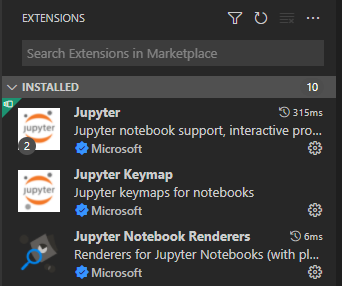 EXTENSIONS
Search Extensions in Marketplace
INSTALLED 10
Jupyter 315ms
jupyter
Jupyter notebook support, interactive pro...
2
Microsoft
Jupyter Keymap
jupyter
Jupyter keymaps for notebooks
Microsoft
Jupyter Notebook Renderers 6ms
Renderers for Jupyter Notebooks (with pl...
Microsoft